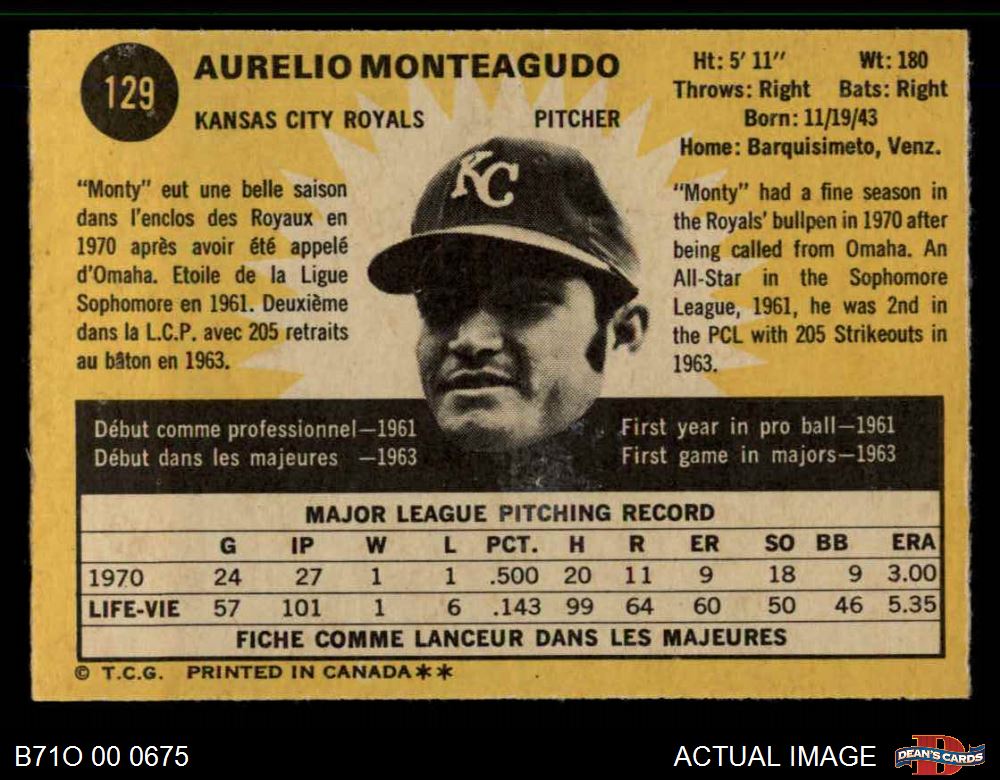 129
AURELIO MONTEAGUDO
KANSAS CITY ROYALS PITCHER
Ht: 5' 11" Wt: 180
Throws: Right Bats: Right
Born: 11/19/43
Home: Barquisimeto, Venz.
"Monty" eut une belle saison
dans l'enclos des Royaux en
1970 après avoir été appelé
d'Omaha. Etoile de la Ligue
Sophomore en 1961. Deuxième
dans la L.C.P. avec 205 retraits
au bâton en 1963.
KC
"Monty" had a fine season in
the Royals' bullpen in 1970 after
being called from Omaha. An
All-Star in the Sophomore
League, 1961, he was 2nd in
the PCL with 205 Strikeouts in
1963.
Début comme professionnel—1961
Début dans les majeures —1963
First year in pro ball—1961
First game in majors—1963
MAJOR LEAGUE PITCHING RECORD
G IP W L PCT. H R ER SO BB ERA
1970 24 27 1 1 .500 20 11 9 18 9 3.00
LIFE-VIE 57 101 1 6 .143 99 64 60 50 46 5.35
FICHE COMME LANCEUR DANS LES MAJEURES
© T.C.G. PRINTED IN CANADA**
B71O 00 0675
ACTUAL IMAGE
D
DEAN'S CARDS